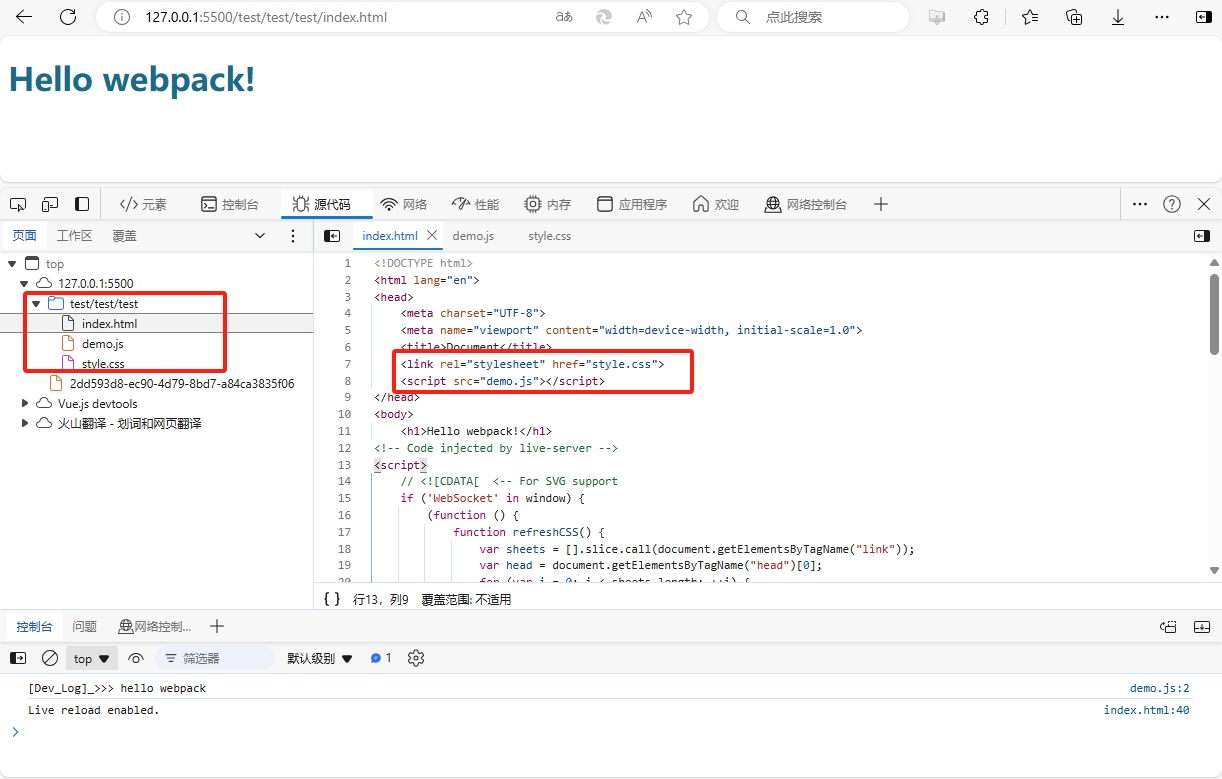 127.0.0.1:5500/test/test/test/index.html
点此搜索
Hello webpack!
元素 控制台 源代码 网络 性能 内存 应用程序 欢迎 网络控制台
页面 工作区 覆盖
index.html demo.js style.css
top
127.0.0.1:5500
test/test/test
index.html
demo.js
style.css
2dd593d8-ec90-4d79-8bd7-a84ca3835f06
Vue.js devtools
火山翻译 - 划词和网页翻译
1 <!DOCTYPE html>
2 <html lang="en">
3 <head>
4 <meta charset="UTF-8">
5 <meta name="viewport" content="width=device-width, initial-scale=1.0">
6 <title>Document</title>
7 <link rel="stylesheet" href="style.css">
8 <script src="demo.js"></script>
9 </head>
10 <body>
11 <h1>Hello webpack!</h1>
12 <!-- Code injected by live-server -->
13 <script>
14 // <![CDATA[  <-- For SVG support
15 if ('WebSocket' in window) {
16 (function () {
17 function refreshCSS() {
18 var sheets = [].slice.call(document.getElementsByTagName("link"));
19 var head = document.getElementsByTagName("head")[0];
20 for (var i = 0; i < sheets.length; ++i) {
{ } 行13，列9 覆盖范围: 不适用
控制台 问题 网络控制...
top 筛选器 默认级别 1
[Dev_Log]_>>> hello webpack demo.js:2
Live reload enabled. index.html:40